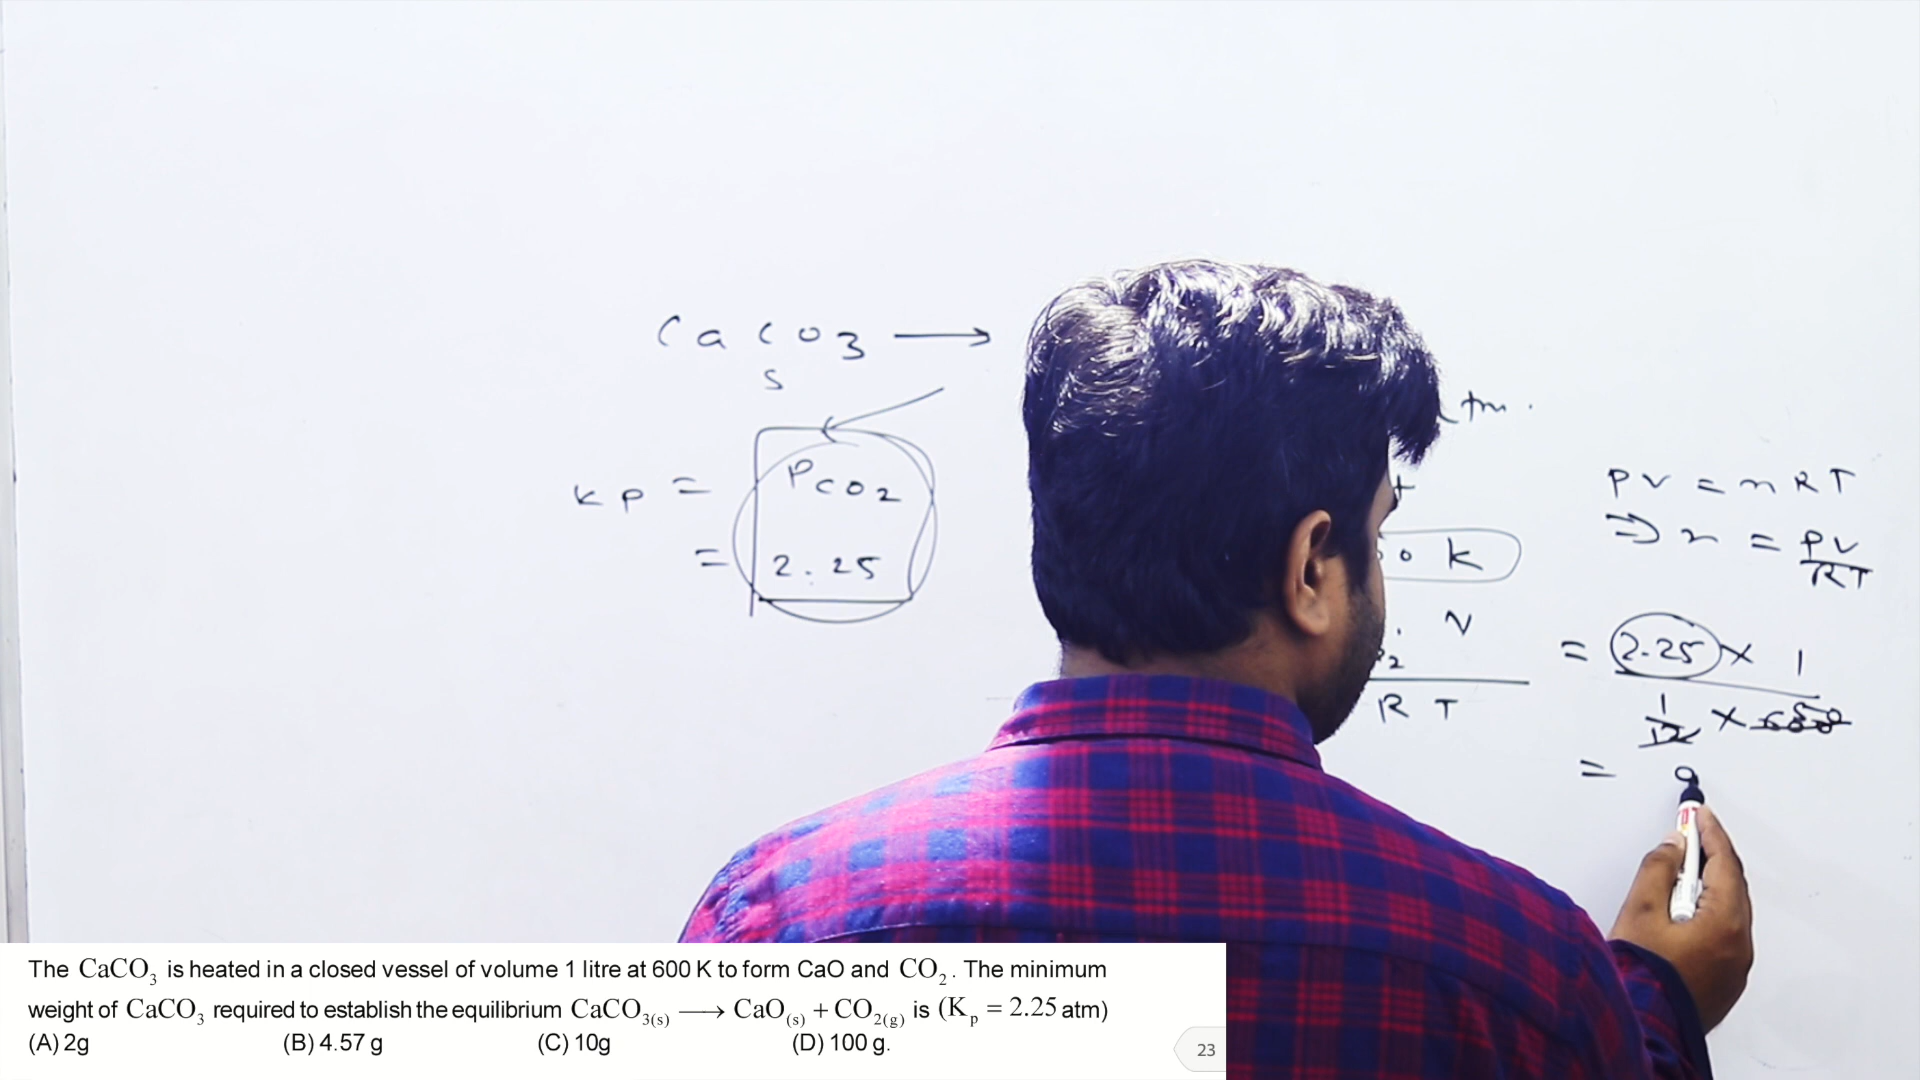 CaCO3 →
s
tm.
Kp = PCO2
= 2.25
PV = nRT
⇒ n = PV
RT
0 K
. V
2
RT
= 2.25 × 1
1
12 × 600 50
= 0
The CaCO3 is heated in a closed vessel of volume 1 litre at 600 K to form CaO and CO2. The minimum
weight of CaCO3 required to establish the equilibrium CaCO3(s) → CaO(s) + CO2(g) is (Kp = 2.25 atm)
(A) 2g (B) 4.57 g (C) 10g (D) 100 g.
23